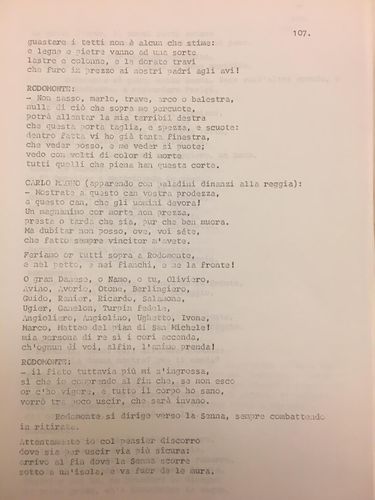 107.
guastare i tetti non è alcun che stime:
e legne e pietre vanno ad una sorte
lastre e colonne, e le dorate travi
che furo in prezzo ai nostri padri agli avi!
RODOMONTE:
- Non sasso, merlo, trave, arco o balestra,
nulla di ciò che sopra me percuote,
potrà allentar la mia terribil destra
che questa porta taglia, e spezza, e scuote:
dentro fatta vi ho già tanta finestra,
che veder posso, e me veder si puote;
vedo con volti di color di morte
tutti quelli che piena han questa corte.
CARLO MAGNO (apparendo con paladini dinanzi alla reggia):
- Mostrate a questo can vostra prodezza,
a questo can, che gli uomini devora!
Un magnanimo cor morte non prezza,
presta o tarda che sia, pur che ben muora.
Ma dubitar non posso, ove, voi sète,
che fatto sempre vincitor m'avete.
Feriamo or tutti sopra a Rodomonte,
e nel petto, e nei fianchi, e ne la fronte!
O gran Danese, o Namo, o tu, Oliviero,
Avino, Avorio, Otone, Berlingiero,
Guido, Ranier, Ricardo, Salamone,
Ugier, Ganelon, Turpin fedele,
Angioliero, Angiolino, Ughetto, Ivone,
Marco, Matteo del pian di San Michele!
mia persona di re si i cori accenda,
ch'ognun di voi, alfin, l'animo prenda!
RODOMONTE:
- il fiato tuttavia più mi s'ingrossa,
sì che io comprendo al fin che, se non esco
or c'ho vigore, e tutto il corpo ho sano,
vorrò tra poco uscir, che sarà invano.
Rodomonte si dirige verso la Senna, sempre combattendo
in ritirata.
Attentamente io col pensier discorro
dove sia per uscir via più sicura:
arrivo al fin dove la Senna scorre
sotto a un'isola, e va fuor de le mura.